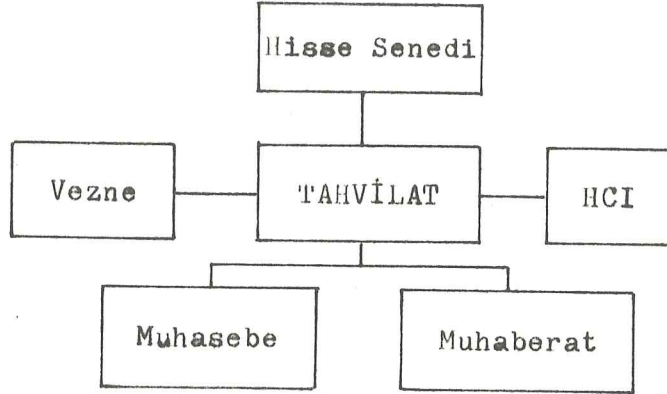 Hisse Senedi
Vezne
TAHVİLAT
HCI
Muhasebe
Muhaberat